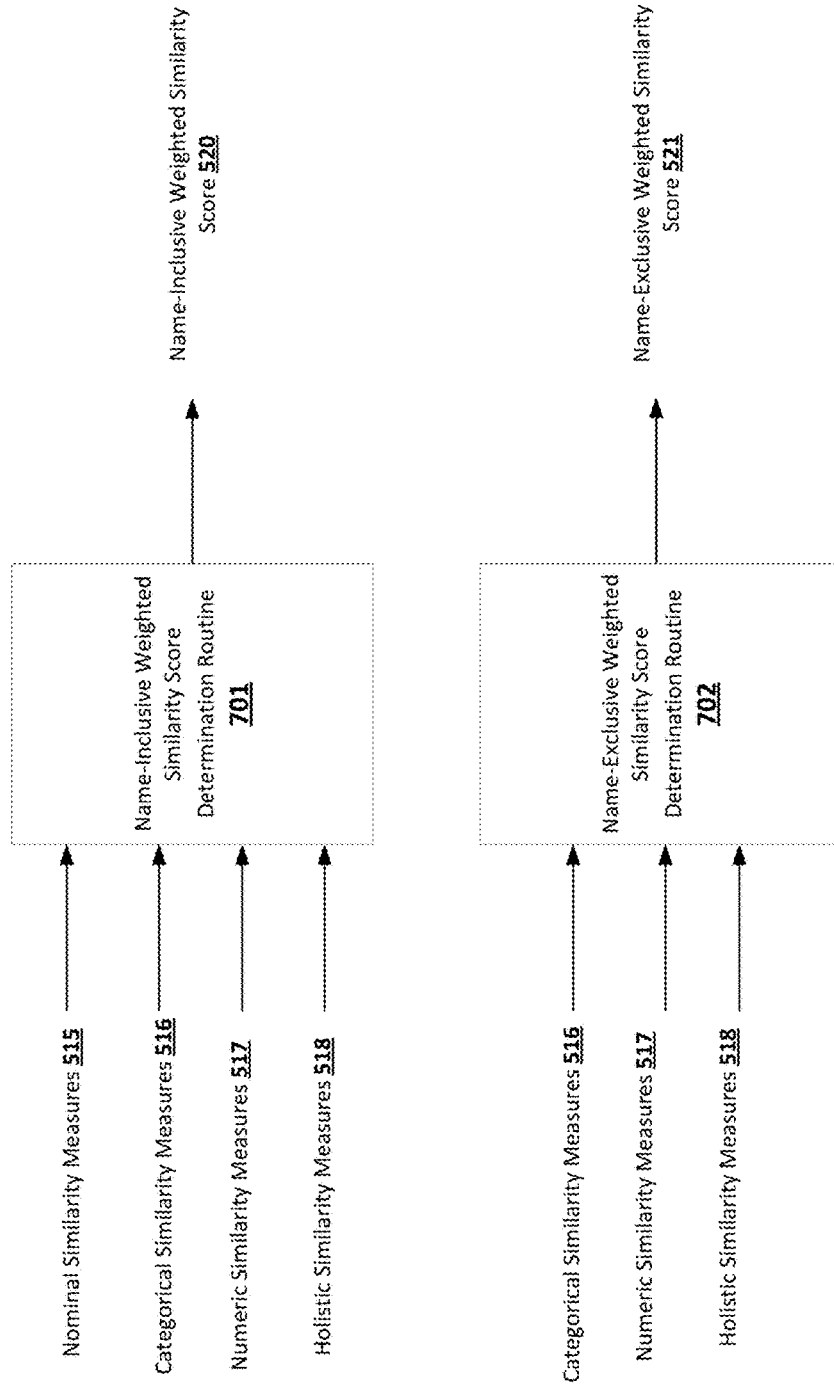 Nominal Similarity Measures 515
Categorical Similarity Measures 516
Numeric Similarity Measures 517
Holistic Similarity Measures 518
Name-Inclusive Weighted
Similarity Score
Determination Routine
701
Name-Inclusive Weighted Similarity
Score 520
Categorical Similarity Measures 516
Numeric Similarity Measures 517
Holistic Similarity Measures 518
Name-Exclusive Weighted
Similarity Score
Determination Routine
702
Name-Exclusive Weighted Similarity
Score 521